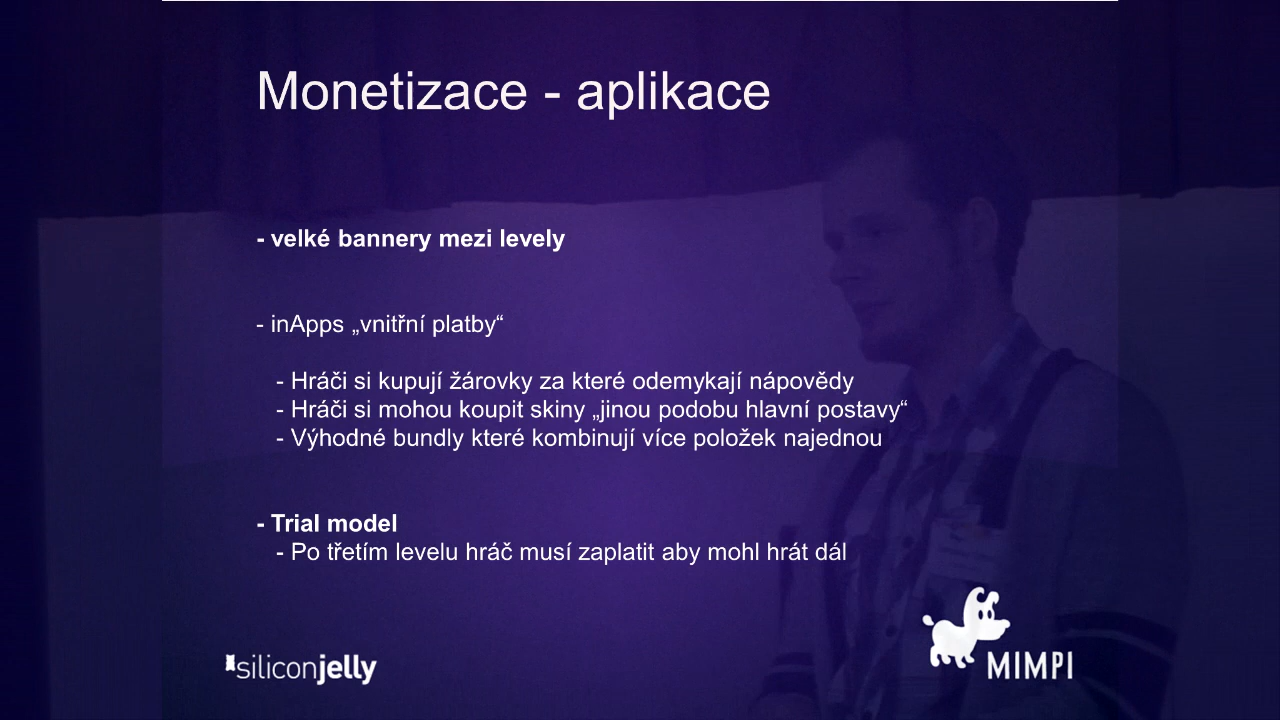 Monetizace - aplikace
- velké bannery mezi levely
- inApps „vnitřní platby“
- Hráči si kupují žárovky za které odemykají nápovědy
- Hráči si mohou koupit skiny „jinou podobu hlavní postavy“
- Výhodné bundly které kombinují více položek najednou
- Trial model
- Po třetím levelu hráč musí zaplatit aby mohl hrát dál
siliconjelly
MIMPI